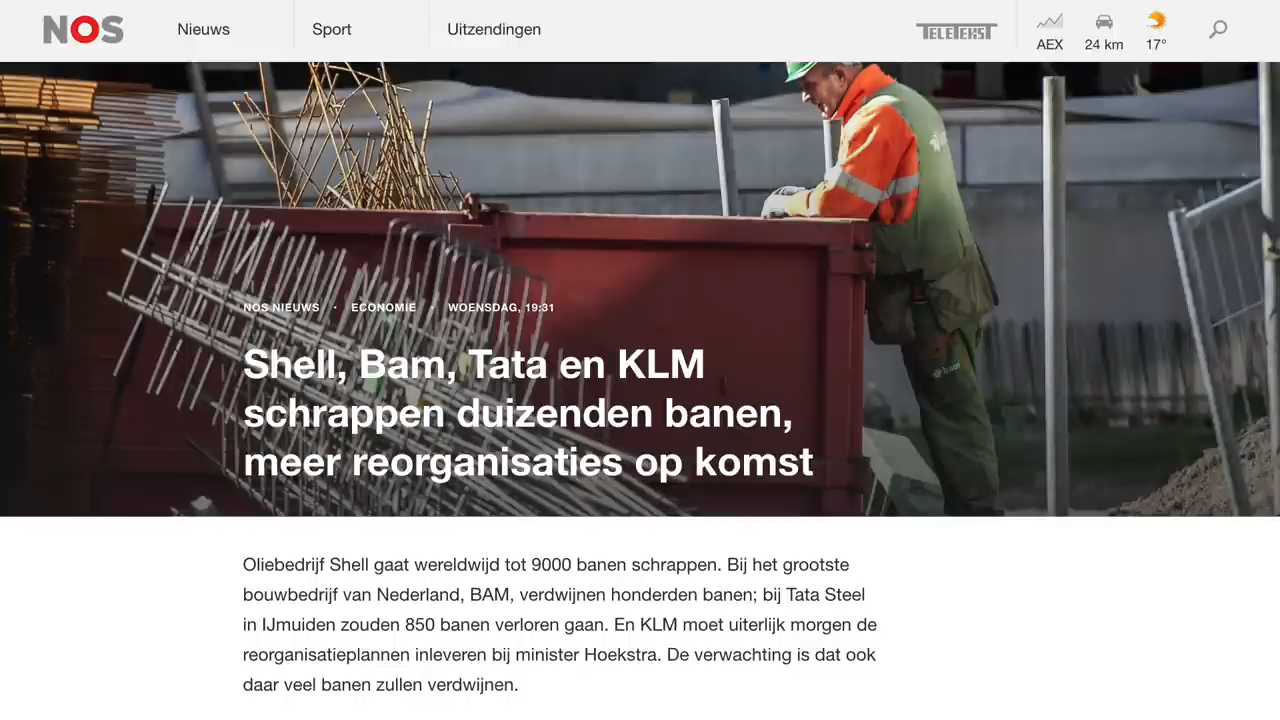 NOS
Nieuws
Sport
Uitzendingen
TELETEKST
AEX
24 km
17°
NOS NIEUWS • ECONOMIE • WOENSDAG, 19:31
Shell, Bam, Tata en KLM
schrappen duizenden banen,
meer reorganisaties op komst
Oliebedrijf Shell gaat wereldwijd tot 9000 banen schrappen. Bij het grootste
bouwbedrijf van Nederland, BAM, verdwijnen honderden banen; bij Tata Steel
in IJmuiden zouden 850 banen verloren gaan. En KLM moet uiterlijk morgen de
reorganisatieplannen inleveren bij minister Hoekstra. De verwachting is dat ook
daar veel banen zullen verdwijnen.